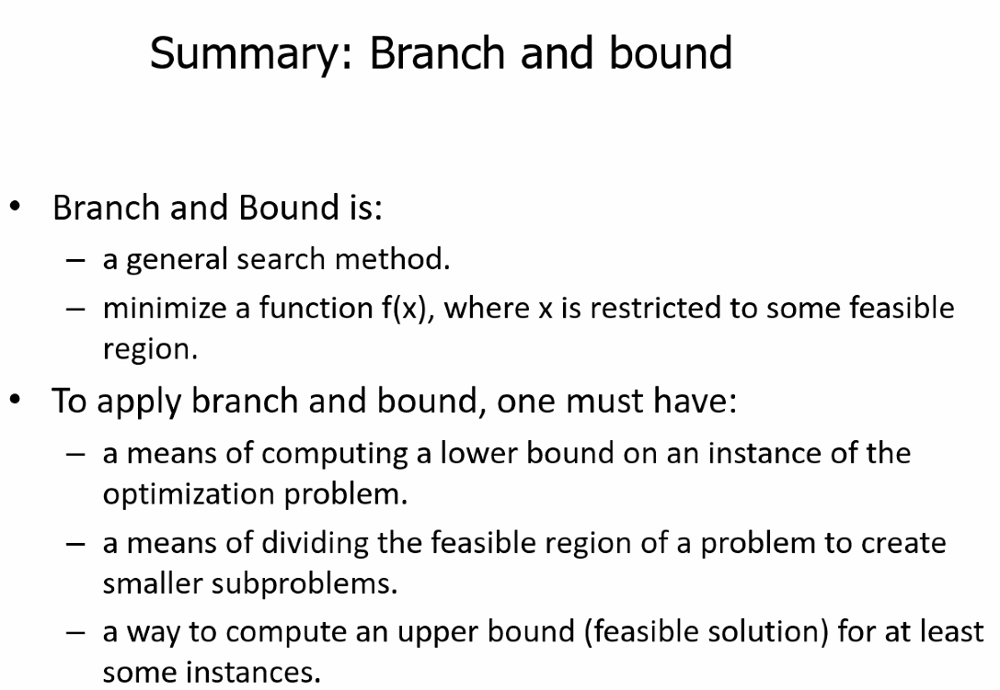 Summary: Branch and bound
• Branch and Bound is:
– a general search method.
– minimize a function f(x), where x is restricted to some feasible
region.
• To apply branch and bound, one must have:
– a means of computing a lower bound on an instance of the
optimization problem.
– a means of dividing the feasible region of a problem to create
smaller subproblems.
– a way to compute an upper bound (feasible solution) for at least
some instances.